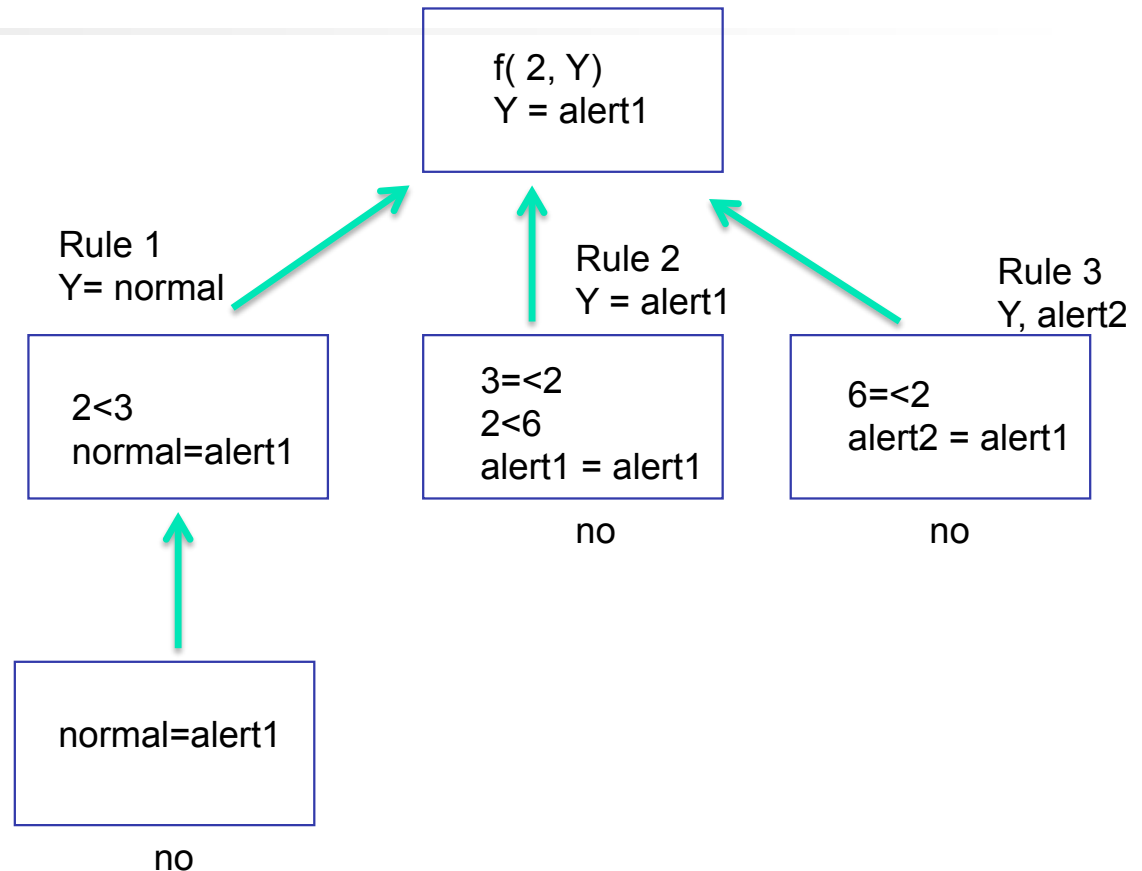 f( 2, Y)
Y = alert1
Rule 1
Y= normal
Rule 2
Y = alert1
Rule 3
Y, alert2
2<3
normal=alert1
3=<2
2<6
alert1 = alert1
6=<2
alert2 = alert1
no
no
normal=alert1
no